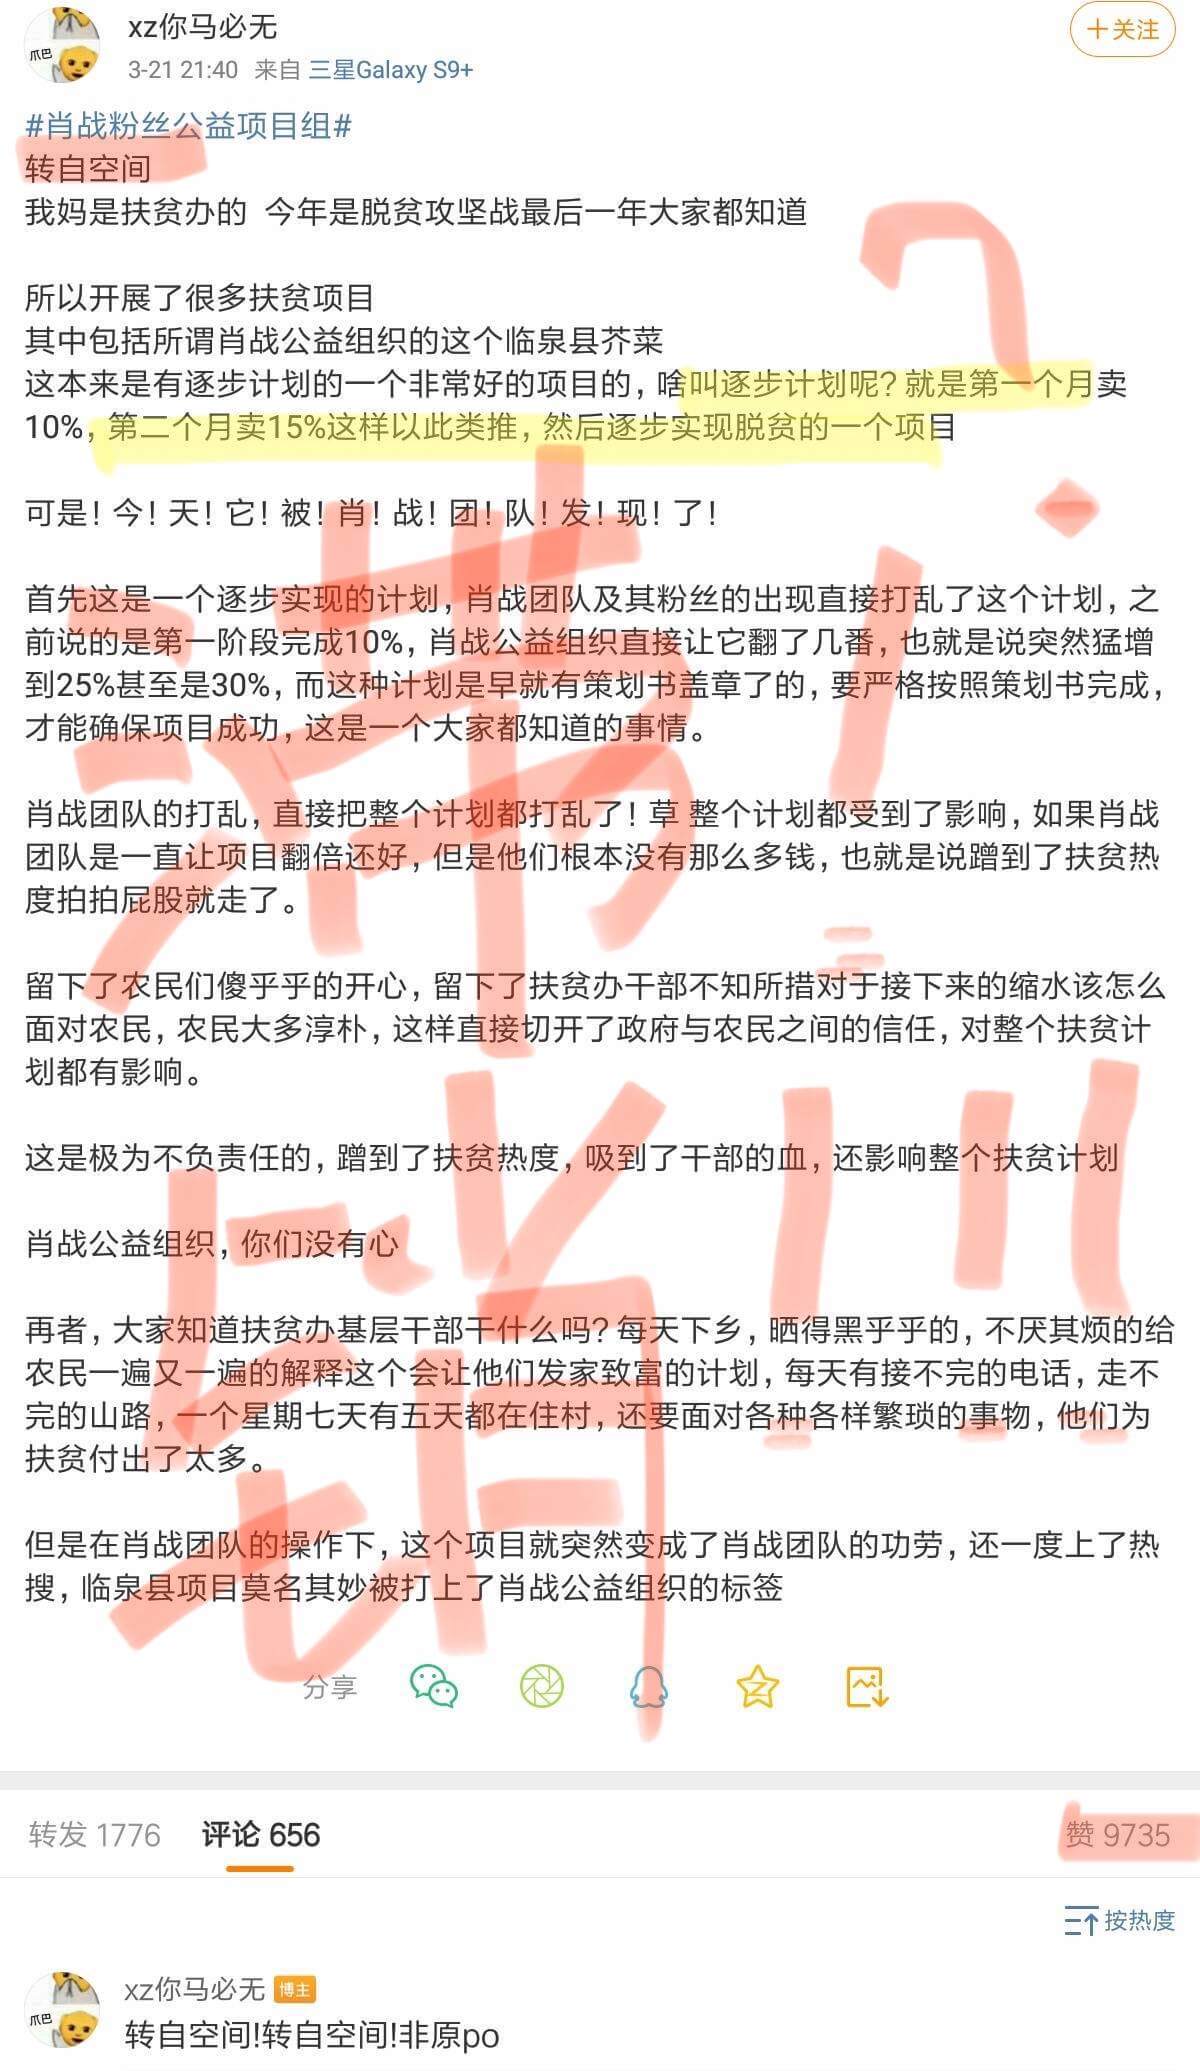 xz你马必无
3-21 21:40 来自 三星Galaxy S9+
+关注
爪巴
#肖战粉丝公益项目组#
转自空间
我妈是扶贫办的 今年是脱贫攻坚战最后一年大家都知道
所以开展了很多扶贫项目
其中包括所谓肖战公益组织的这个临泉县芥菜
这本来是有逐步计划的一个非常好的项目的，啥叫逐步计划呢？就是第一个月卖
10%，第二个月卖15%这样以此类推，然后逐步实现脱贫的一个项目
可是！今！天！它！被！肖！战！团！队！发！现！了！
首先这是一个逐步实现的计划，肖战团队及其粉丝的出现直接打乱了这个计划，之
前说的是第一阶段完成10%，肖战公益组织直接让它翻了几番，也就是说突然猛增
到25%甚至是30%，而这种计划是早就有策划书盖章了的，要严格按照策划书完成，
才能确保项目成功，这是一个大家都知道的事情。
肖战团队的打乱，直接把整个计划都打乱了！草 整个计划都受到了影响，如果肖战
团队是一直让项目翻倍还好，但是他们根本没有那么多钱，也就是说蹭到了扶贫热
度拍拍屁股就走了。
留下了农民们傻乎乎的开心，留下了扶贫办干部不知所措对于接下来的缩水该怎么
面对农民，农民大多淳朴，这样直接切开了政府与农民之间的信任，对整个扶贫计
划都有影响。
这是极为不负责任的，蹭到了扶贫热度，吸到了干部的血，还影响整个扶贫计划
肖战公益组织，你们没有心
再者，大家知道扶贫办基层干部干什么吗？每天下乡，晒得黑乎乎的，不厌其烦的给
农民一遍又一遍的解释这个会让他们发家致富的计划，每天有接不完的电话，走不
完的山路，一个星期七天有五天都在住村，还要面对各种各样繁琐的事物，他们为
扶贫付出了太多。
但是在肖战团队的操作下，这个项目就突然变成了肖战团队的功劳，还一度上了热
搜，临泉县项目莫名其妙被打上了肖战公益组织的标签
滞
销
？
！
！！！
分享
转发 1776 评论 656 赞 9735
按热度
爪巴
xz你马必无 博主
转自空间!转自空间!非原po